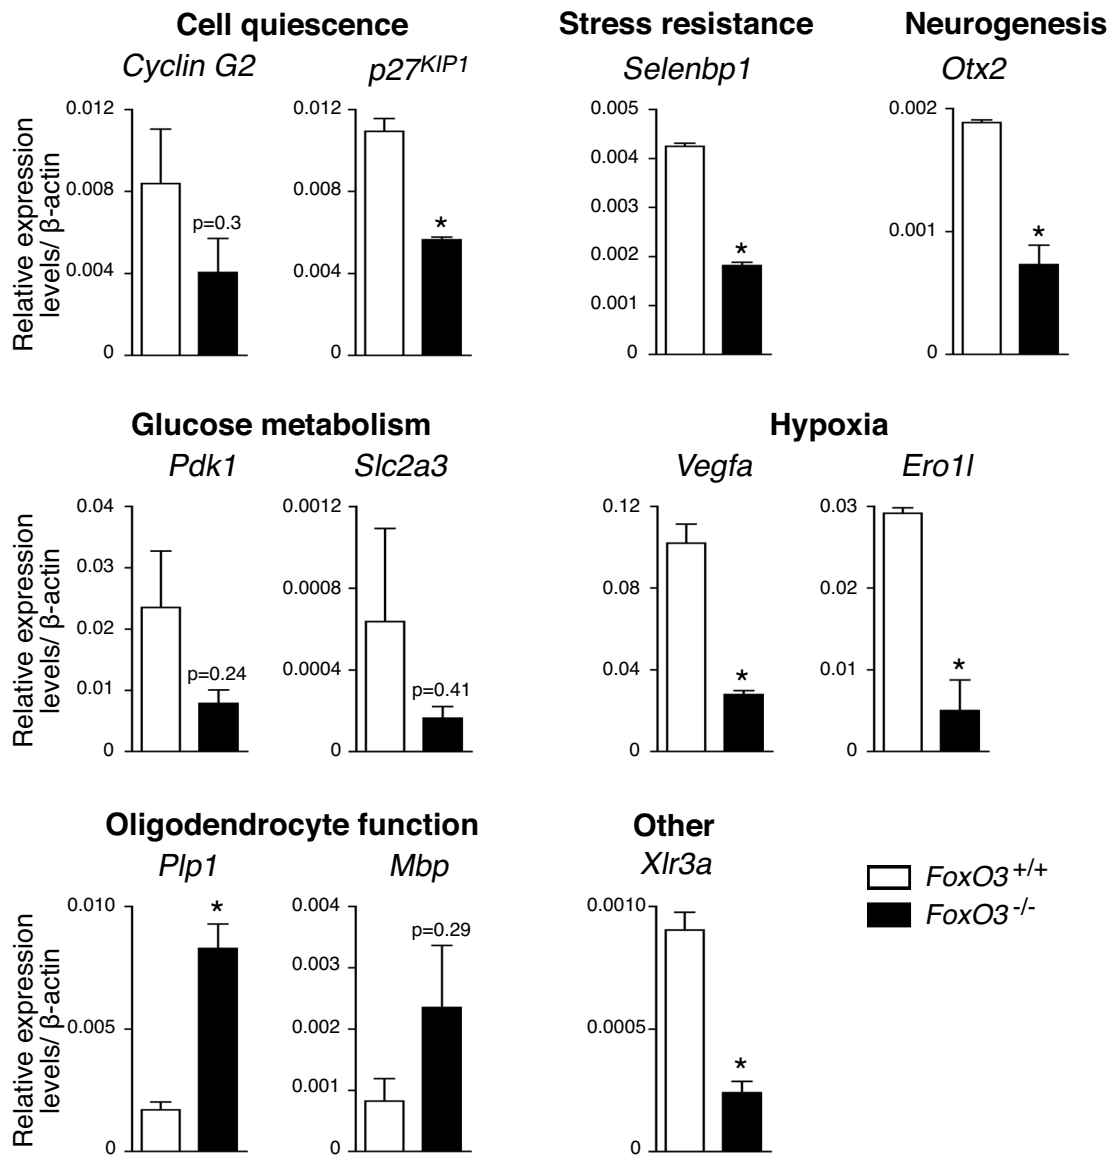 Cell quiescence
Stress resistance
Neurogenesis
Cyclin G2
p27KIP1
Selenbp1
Otx2
Relative expression
levels/ β-actin
0.012
0.008
0.004
0
p=0.3
0.012
0.008
0.004
0
*
0.005
0.004
0.003
0.002
0.001
0
*
0.002
0.001
0
*
Glucose metabolism
Hypoxia
Pdk1
Slc2a3
Vegfa
Ero1l
Relative expression
levels/ β-actin
0.04
0.03
0.02
0.01
0
p=0.24
0.0012
0.0008
0.0004
0
p=0.41
0.12
0.08
0.04
0
*
0.03
0.02
0.01
0
*
Oligodendrocyte function
Other
Plp1
Mbp
Xlr3a
Relative expression
levels/ β-actin
0.010
0.005
0
*
0.004
0.003
0.002
0.001
0
p=0.29
0.0010
0.0005
0
*
FoxO3+/+
FoxO3-/-